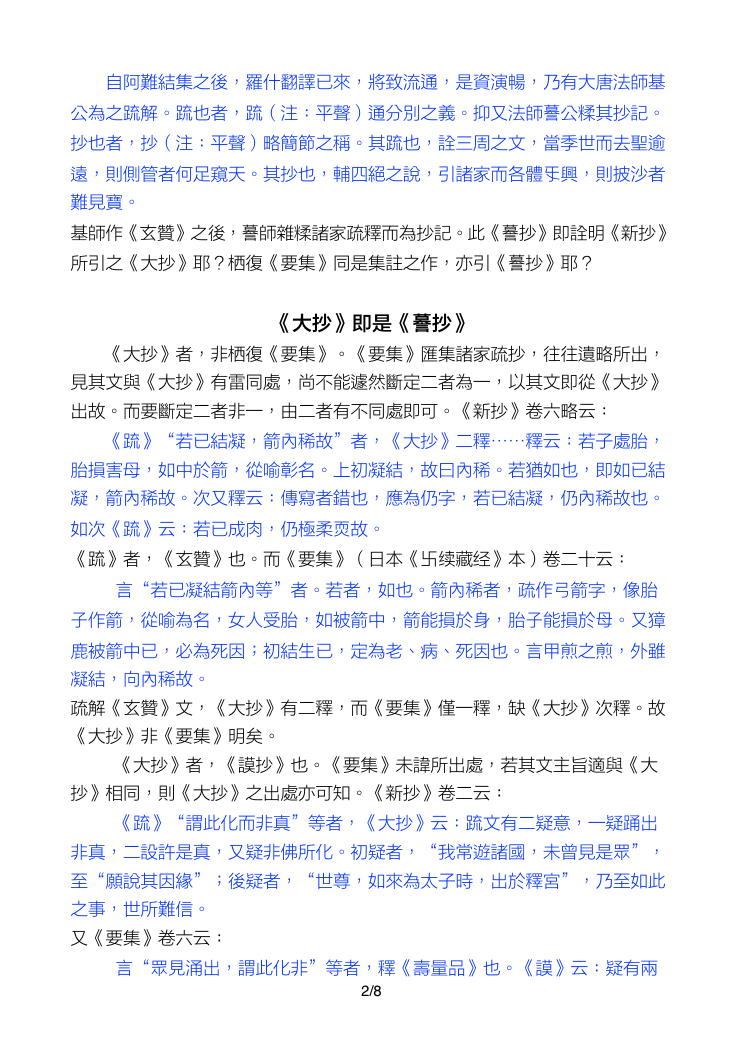 自阿難結集之後，羅什翻譯已來，將致流通，是資演暢，乃有大唐法師基
公為之䟽解。䟽也者，䟽（注：平聲）通分別之義。抑又法師謩公糅其抄記。
抄也者，抄（注：平聲）略簡節之稱。其䟽也，詮三周之文，當季世而去聖逾
遠，則側管者何足窺天。其抄也，輔四絕之說，引諸家而各體㸦興，則披沙者
難見寶。
基師作《玄贊》之後，謩師雜糅諸家疏釋而為抄記。此《謩抄》即詮明《新抄》
所引之《大抄》耶？栖復《要集》同是集註之作，亦引《謩抄》耶？
《大抄》即是《謩抄》
《大抄》者，非栖復《要集》。《要集》匯集諸家疏抄，往往遺略所出，
見其文與《大抄》有雷同處，尚不能遽然斷定二者為一，以其文即從《大抄》
出故。而要斷定二者非一，由二者有不同處即可。《新抄》卷六略云：
《䟽》“若已結凝，箭內稀故”者，《大抄》二釋⋯⋯釋云：若子處胎，
胎損害母，如中於箭，從喻彰名。上初凝結，故曰內稀。若猶如也，即如已結
凝，箭內稀故。次又釋云：傳寫者錯也，應為仍字，若已結凝，仍內稀故也。
如次《䟽》云：若已成肉，仍極柔耎故。
《䟽》者，《玄贊》也。而《要集》（日本《卐续藏经》本）卷二十云：
言“若已凝結箭內等”者。若者，如也。箭內稀者，疏作弓箭字，像胎
子作箭，從喻為名，女人受胎，如被箭中，箭能損於身，胎子能損於母。又獐
鹿被箭中已，必為死因；初結生已，定為老、病、死因也。言甲煎之煎，外雖
凝結，向內稀故。
疏解《玄贊》文，《大抄》有二釋，而《要集》僅一釋，缺《大抄》次釋。故
《大抄》非《要集》明矣。
《大抄》者，《謨抄》也。《要集》未諱所出處，若其文主旨適與《大
抄》相同，則《大抄》之出處亦可知。《新抄》卷二云：
《䟽》“謂此化而非真”等者，《大抄》云：䟽文有二疑意，一疑踊出
非真，二設許是真，又疑非佛所化。初疑者，“我常遊諸國，未曾見是眾”，
至“願說其因緣”；後疑者，“世尊，如來為太子時，出於釋宮”，乃至如此
之事，世所難信。
又《要集》卷六云：
言“眾見涌出，謂此化非”等者，釋《壽量品》也。《謨》云：疑有兩
2/8